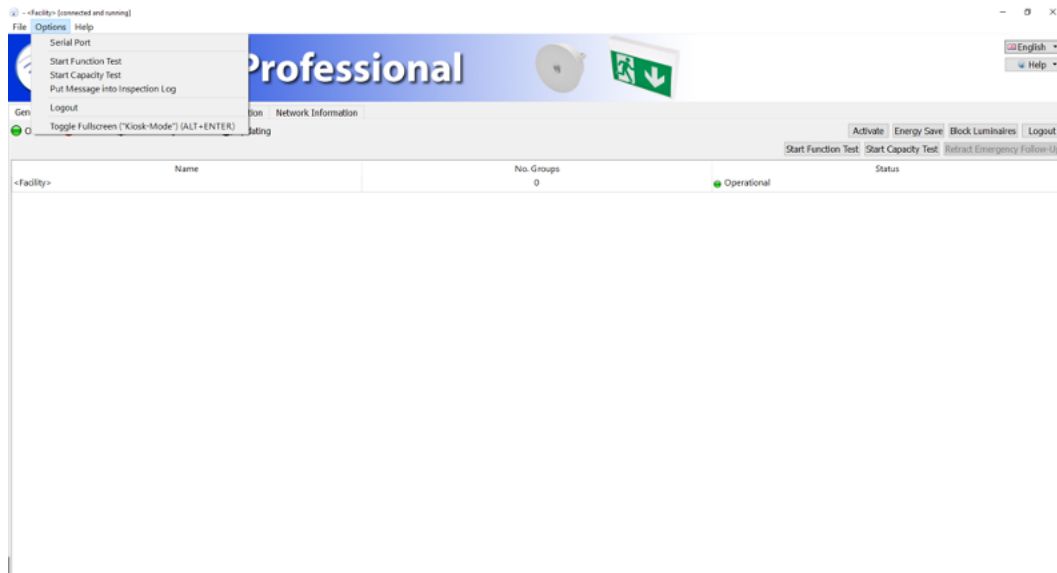 - <Facility> [connected and running]
File Options Help
Serial Port
Start Function Test
Start Capacity Test
Put Message into Inspection Log
Logout
Toggle Fullscreen ("Kiosk-Mode") (ALT+ENTER)
Professional
English
Help
Gen
tion Network Information
O
dating
Activate Energy Save Block Luminaires Logout
Start Function Test Start Capacity Test Retract Emergency Follow-U
Name No. Groups Status
<Facility> 0 Operational